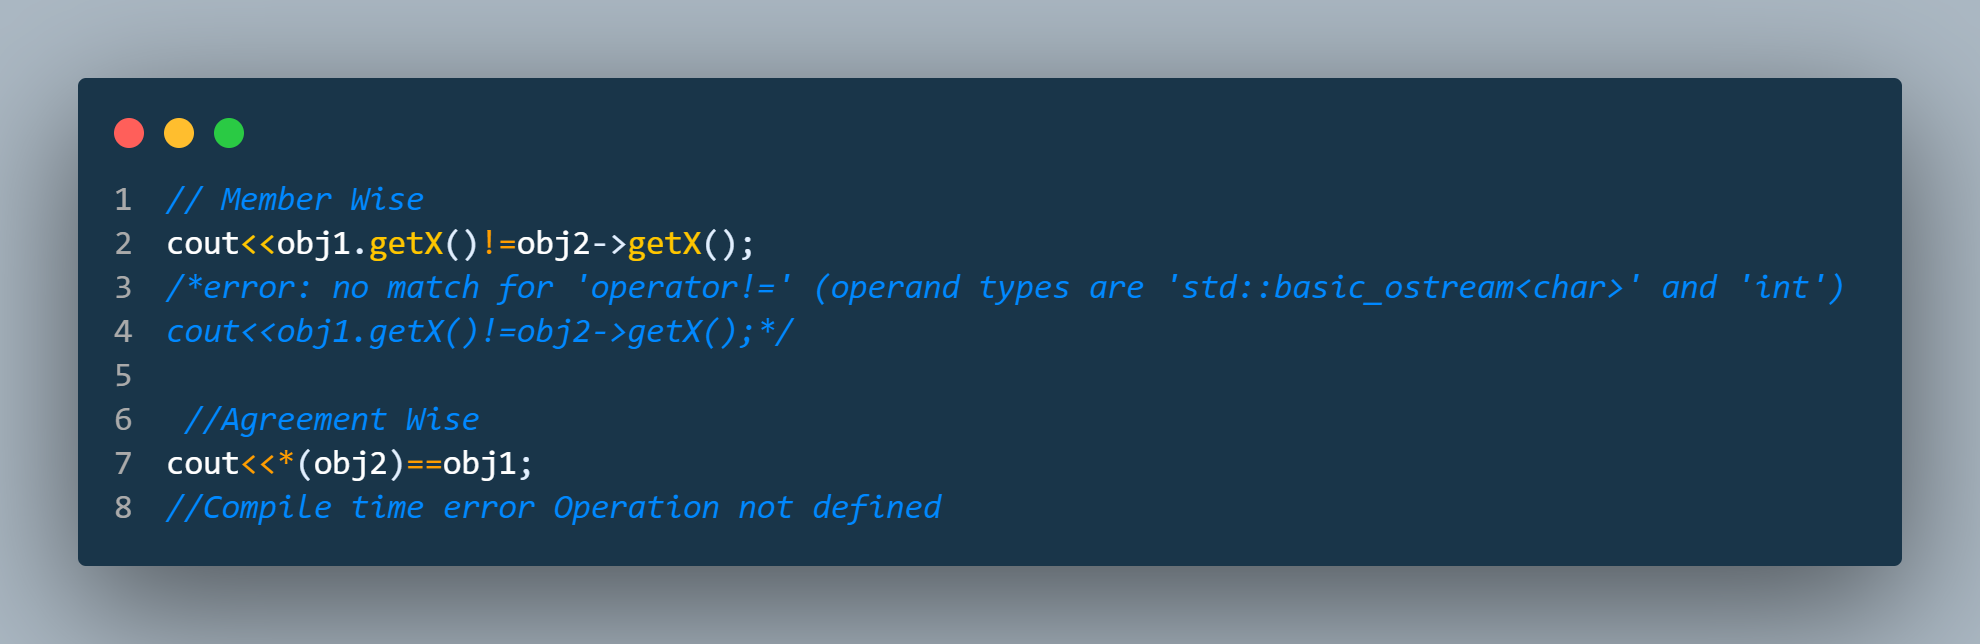 1 // Member Wise
2 cout<<obj1.getX()!=obj2->getX();
3 /*error: no match for 'operator!=' (operand types are 'std::basic_ostream<char>' and 'int')
4 cout<<obj1.getX()!=obj2->getX();*/
5
6  //Agreement Wise
7 cout<<*(obj2)==obj1;
8 //Compile time error Operation not defined